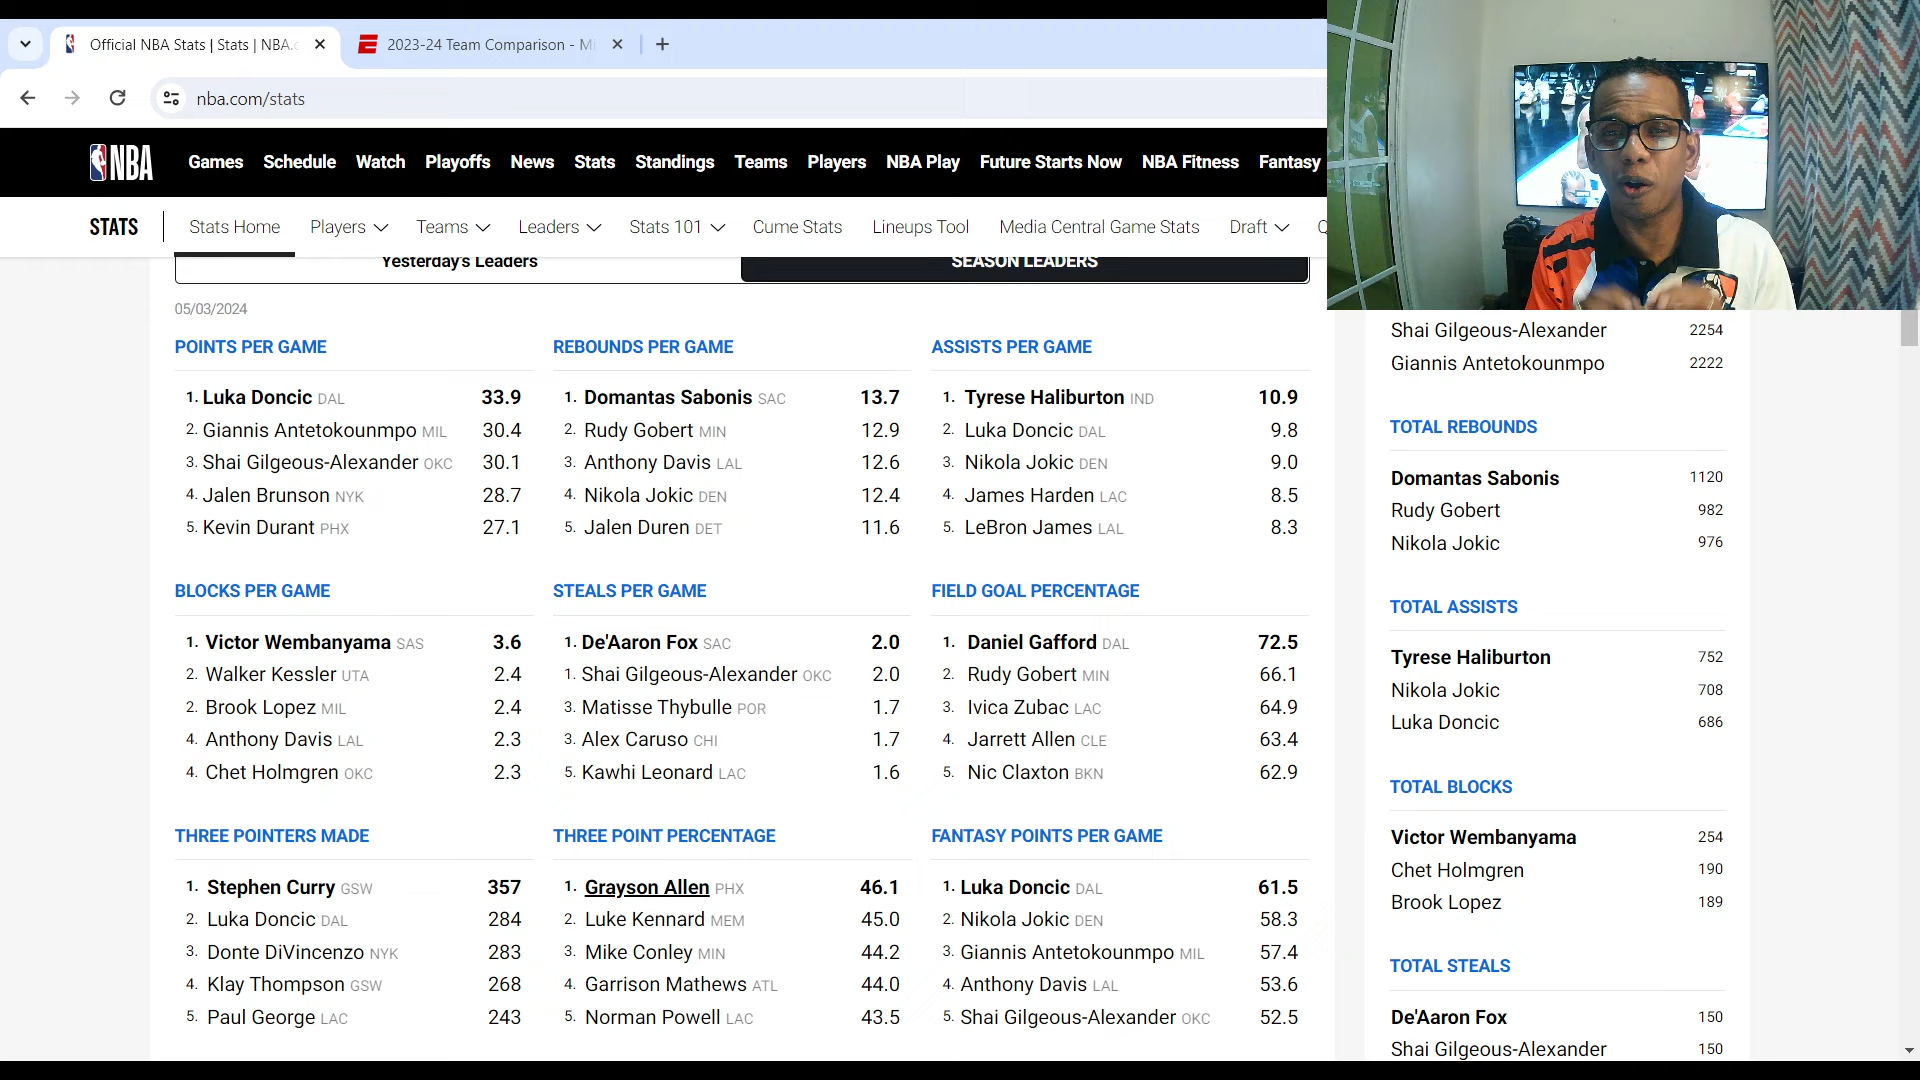 Official NBA Stats | Stats | NBA.c
2023-24 Team Comparison - Mi
nba.com/stats
NBA
Games Schedule Watch Playoffs News Stats Standings Teams Players NBA Play Future Starts Now NBA Fitness Fantasy
STATS Stats Home Players Teams Leaders Stats 101 Cume Stats Lineups Tool Media Central Game Stats Draft
Yesterday's Leaders SEASON LEADERS
05/03/2024
POINTS PER GAME
1. Luka Doncic DAL 33.9
2. Giannis Antetokounmpo MIL 30.4
3. Shai Gilgeous-Alexander OKC 30.1
4. Jalen Brunson NYK 28.7
5. Kevin Durant PHX 27.1
REBOUNDS PER GAME
1. Domantas Sabonis SAC 13.7
2. Rudy Gobert MIN 12.9
3. Anthony Davis LAL 12.6
4. Nikola Jokic DEN 12.4
5. Jalen Duren DET 11.6
ASSISTS PER GAME
1. Tyrese Haliburton IND 10.9
2. Luka Doncic DAL 9.8
3. Nikola Jokic DEN 9.0
4. James Harden LAC 8.5
5. LeBron James LAL 8.3
BLOCKS PER GAME
1. Victor Wembanyama SAS 3.6
2. Walker Kessler UTA 2.4
2. Brook Lopez MIL 2.4
4. Anthony Davis LAL 2.3
4. Chet Holmgren OKC 2.3
STEALS PER GAME
1. De'Aaron Fox SAC 2.0
1. Shai Gilgeous-Alexander OKC 2.0
3. Matisse Thybulle POR 1.7
3. Alex Caruso CHI 1.7
5. Kawhi Leonard LAC 1.6
FIELD GOAL PERCENTAGE
1. Daniel Gafford DAL 72.5
2. Rudy Gobert MIN 66.1
3. Ivica Zubac LAC 64.9
4. Jarrett Allen CLE 63.4
5. Nic Claxton BKN 62.9
THREE POINTERS MADE
1. Stephen Curry GSW 357
2. Luka Doncic DAL 284
3. Donte DiVincenzo NYK 283
4. Klay Thompson GSW 268
5. Paul George LAC 243
THREE POINT PERCENTAGE
1. Grayson Allen PHX 46.1
2. Luke Kennard MEM 45.0
3. Mike Conley MIN 44.2
4. Garrison Mathews ATL 44.0
5. Norman Powell LAC 43.5
FANTASY POINTS PER GAME
1. Luka Doncic DAL 61.5
2. Nikola Jokic DEN 58.3
3. Giannis Antetokounmpo MIL 57.4
4. Anthony Davis LAL 53.6
5. Shai Gilgeous-Alexander OKC 52.5
Shai Gilgeous-Alexander 2254
Giannis Antetokounmpo 2222
TOTAL REBOUNDS
Domantas Sabonis 1120
Rudy Gobert 982
Nikola Jokic 976
TOTAL ASSISTS
Tyrese Haliburton 752
Nikola Jokic 708
Luka Doncic 686
TOTAL BLOCKS
Victor Wembanyama 254
Chet Holmgren 190
Brook Lopez 189
TOTAL STEALS
De'Aaron Fox 150
Shai Gilgeous-Alexander 150